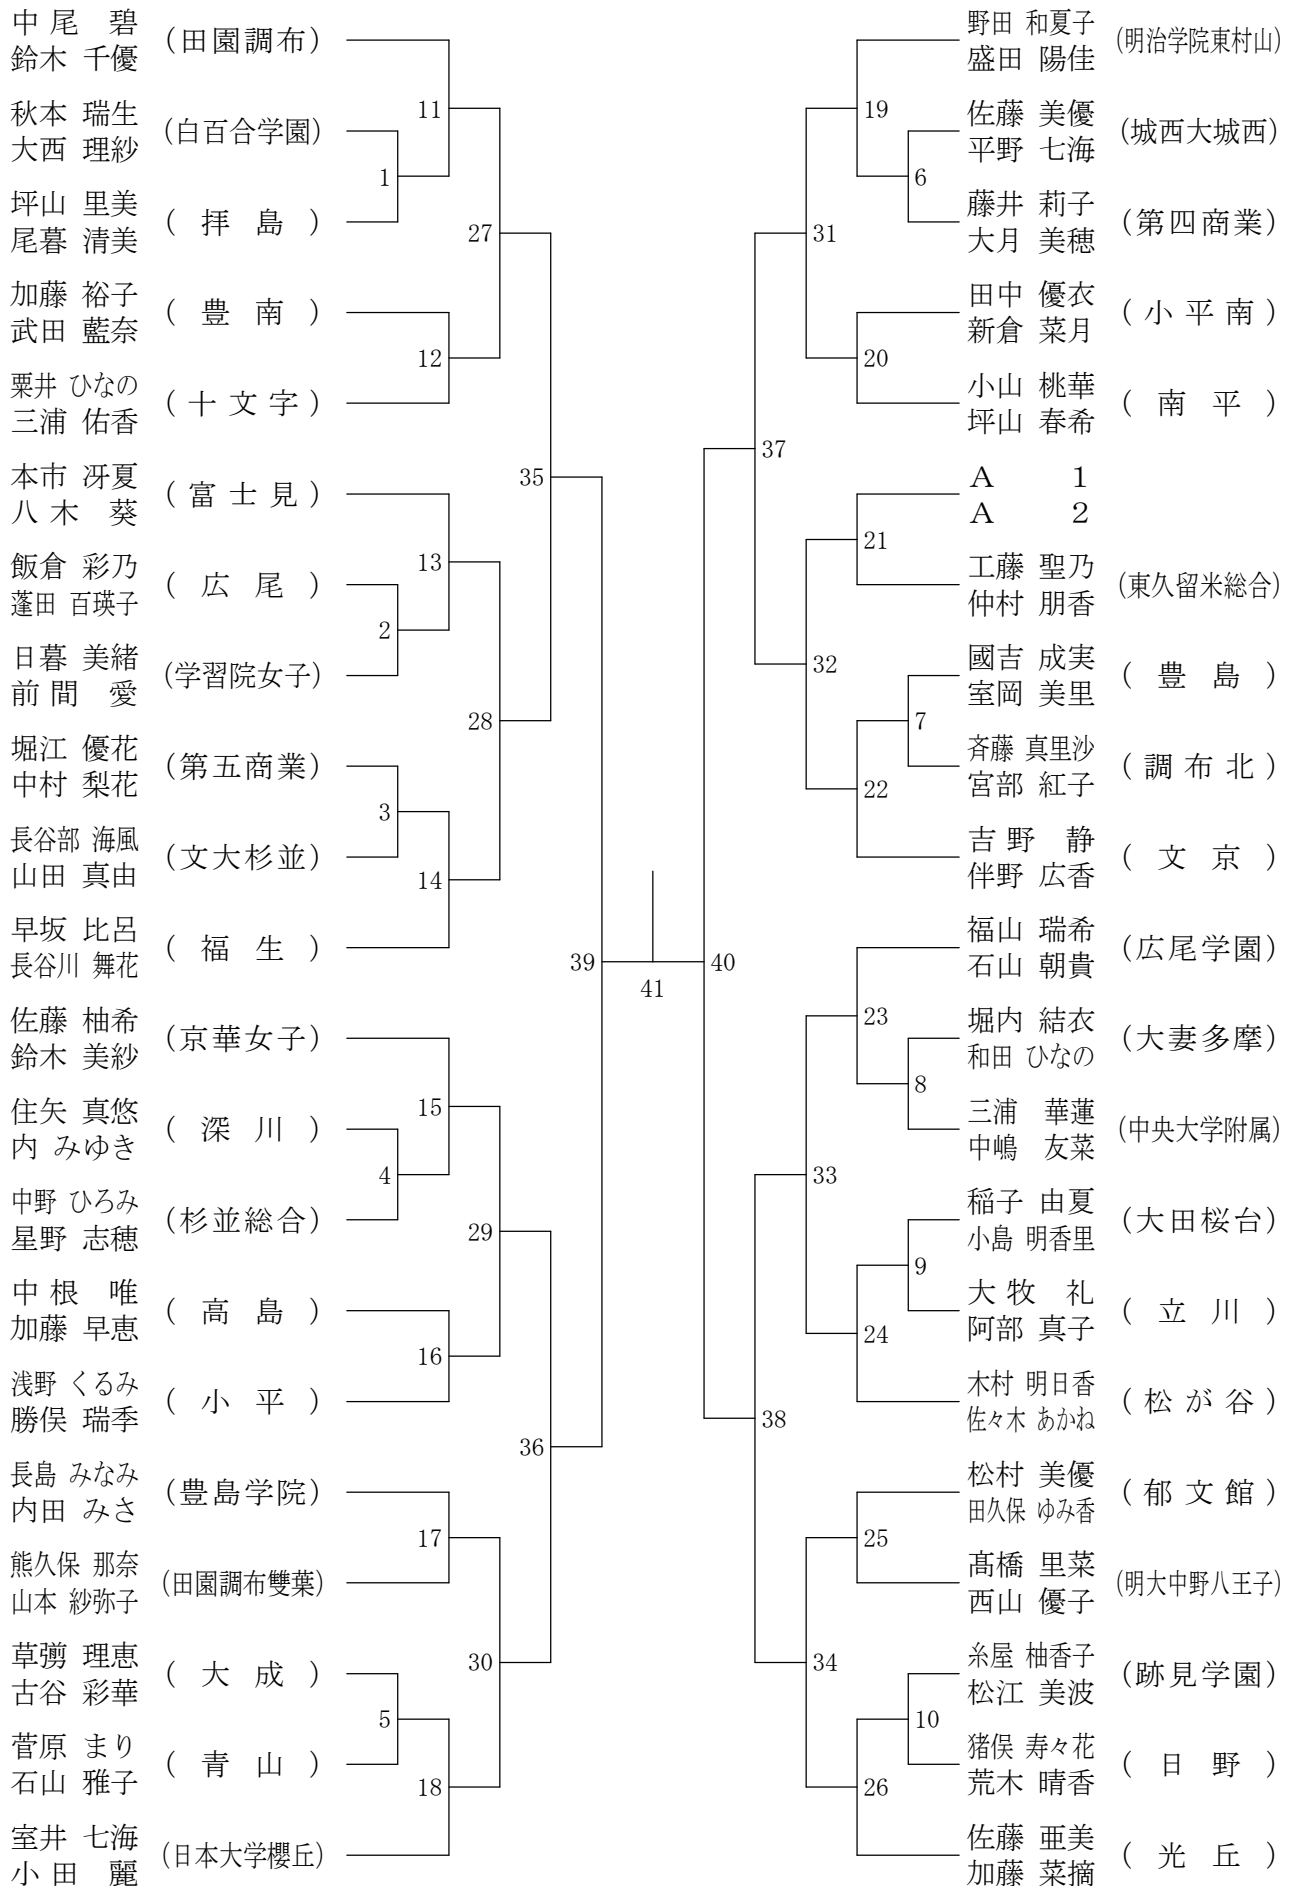 中尾 碧
鈴木 千優
(田園調布)
秋本 瑞生
大西 理紗
(白百合学園)
坪山 里美
尾暮 清美
(拝島)
加藤 裕子
武田 藍奈
(豊南)
粟井 ひなの
三浦 佑香
(十文字)
本市 冴夏
八木 葵
(富士見)
飯倉 彩乃
蓬田 百瑛子
(広尾)
日暮 美緒
前間 愛
(学習院女子)
堀江 優花
中村 梨花
(第五商業)
長谷部 海風
山田 真由
(文大杉並)
早坂 比呂
長谷川 舞花
(福生)
佐藤 柚希
鈴木 美紗
(京華女子)
住矢 真悠
内 みゆき
(深川)
中野 ひろみ
星野 志穂
(杉並総合)
中根 唯
加藤 早恵
(高島)
浅野 くるみ
勝俣 瑞季
(小平)
長島 みなみ
内田 みさ
(豊島学院)
熊久保 那奈
山本 紗弥子
(田園調布雙葉)
草彅 理恵
古谷 彩華
(大成)
菅原 まり
石山 雅子
(青山)
室井 七海
小田 麗
(日本大学櫻丘)
1
2
3
4
5
11
12
13
14
15
16
17
18
27
28
29
30
35
36
39
41
40
37
38
31
32
33
34
19
20
21
22
23
24
25
26
6
7
8
9
10
野田 和夏子
盛田 陽佳
(明治学院東村山)
佐藤 美優
平野 七海
(城西大城西)
藤井 莉子
大月 美穂
(第四商業)
田中 優衣
新倉 菜月
(小平南)
小山 桃華
坪山 春希
(南平)
A 1
A 2
工藤 聖乃
仲村 朋香
(東久留米総合)
國吉 成実
室岡 美里
(豊島)
斉藤 真里沙
宮部 紅子
(調布北)
吉野 静
伴野 広香
(文京)
福山 瑞希
石山 朝貴
(広尾学園)
堀内 結衣
和田 ひなの
(大妻多摩)
三浦 華蓮
中嶋 友菜
(中央大学附属)
稲子 由夏
小島 明香里
(大田桜台)
大牧 礼
阿部 真子
(立川)
木村 明日香
佐々木 あかね
(松が谷)
松村 美優
田久保 ゆみ香
(郁文館)
髙橋 里菜
西山 優子
(明大中野八王子)
糸屋 柚香子
松江 美波
(跡見学園)
猪俣 寿々花
荒木 晴香
(日野)
佐藤 亜美
加藤 菜摘
(光丘)